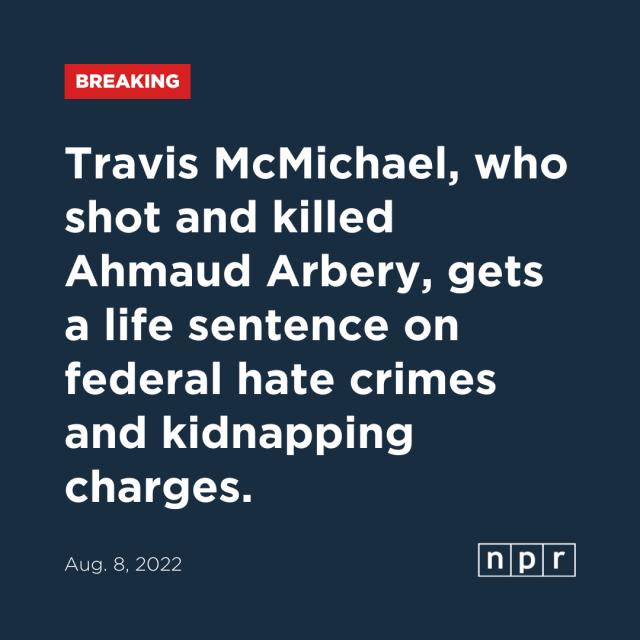 BREAKING
Travis McMichael, who
shot and killed
Ahmaud Arbery, gets
a life sentence on
federal hate crimes
and kidnapping
charges.
Aug. 8, 2022
npr